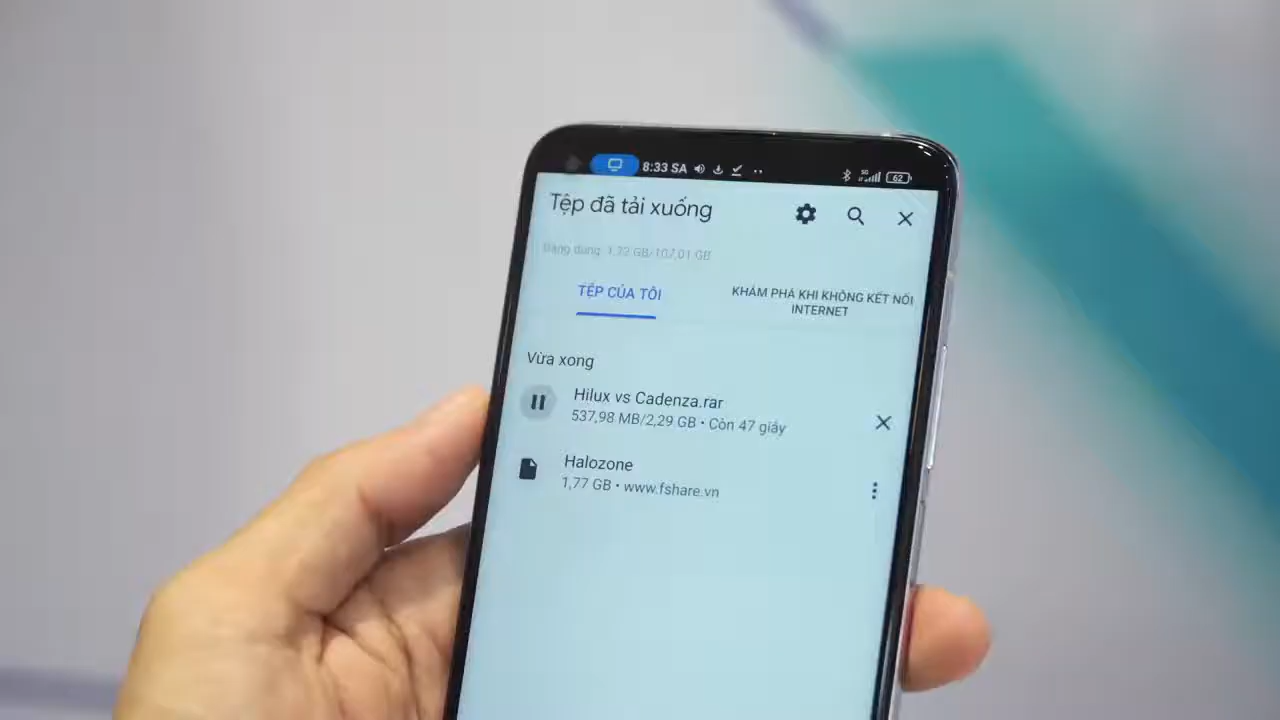 8:33 SA
5G
62
Tệp đã tải xuống
Đang dùng: 1,72 GB/107,01 GB
TỆP CỦA TÔI
KHÁM PHÁ KHI KHÔNG KẾT NỐI
INTERNET
Vừa xong
Hilux vs Cadenza.rar
537,98 MB/2,29 GB • Còn 47 giây
Halozone
1,77 GB • www.fshare.vn